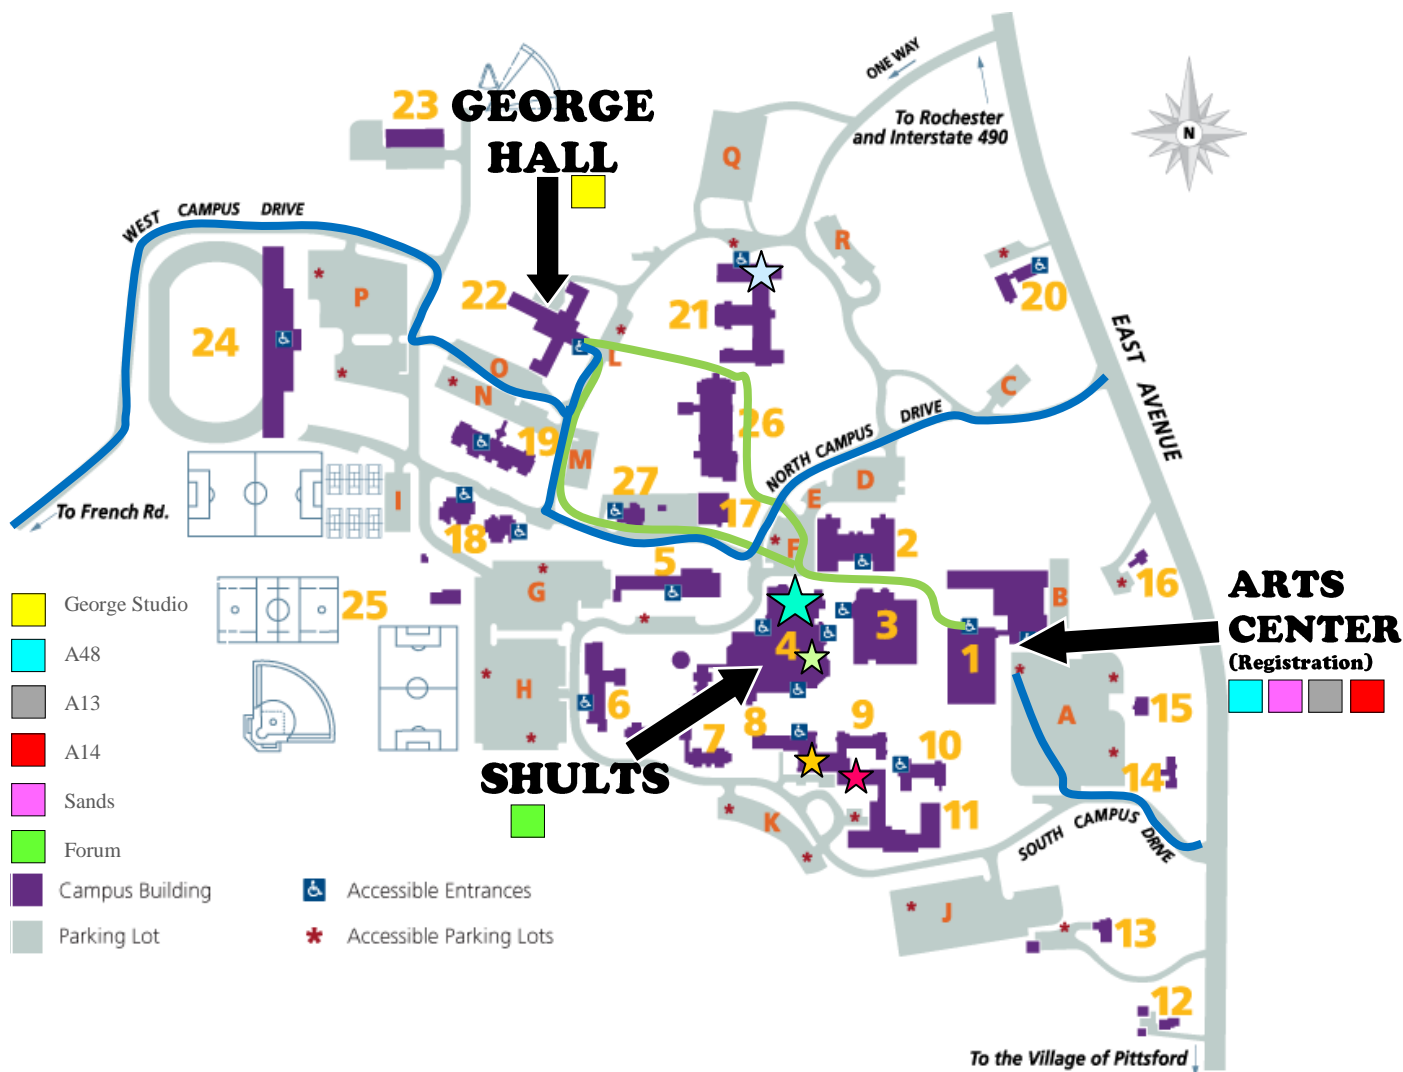 ONE WAY
To Rochester
and Interstate 490
N
23
GEORGE
HALL
Q
WEST CAMPUS DRIVE
R
20
22
21
P
24
L
O
N
C
EAST AVENUE
NORTH CAMPUS DRIVE
19
M
26
27
17
E
D
I
To French Rd.
18
5
F
2
25
G
B
16
ARTS
CENTER
(Registration)
3
4
1
H
6
A
15
8
9
7
10
14
SHULTS
K
11
SOUTH CAMPUS DRIVE
J
13
12
To the Village of Pittsford
George Studio
A48
A13
A14
Sands
Forum
Campus Building
Accessible Entrances
Parking Lot
* Accessible Parking Lots